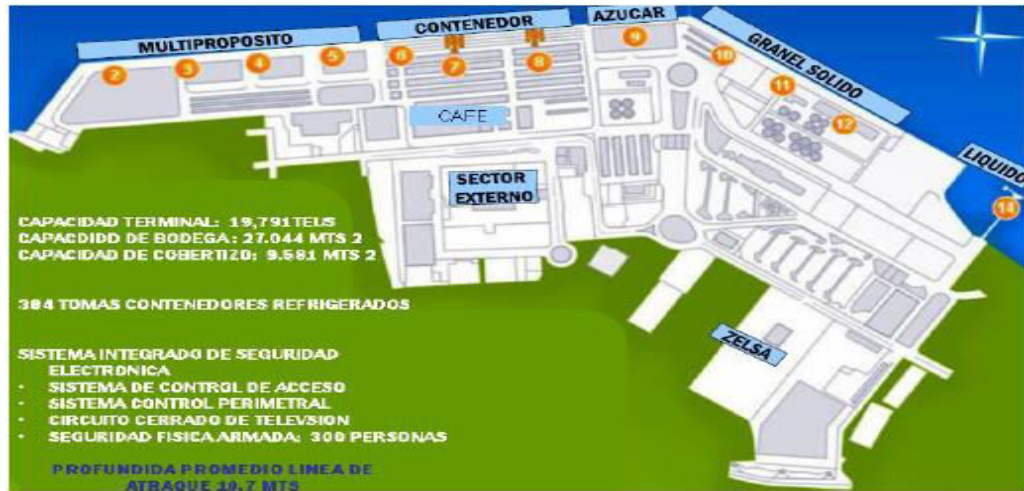 MULTIPROPOSITO
CONTENEDOR
AZUCAR
GRANEL SOLIDO
LIQUIDO
2
3
4
5
6
7
8
9
10
11
12
14
CAFE
SECTOR
EXTERNO
ZELSA
CAPACIDAD TERMINAL: 19,791 TEUS
CAPACDIDD DE BODEGA: 27.044 MTS 2
CAPACIDAD DE COBERTIZO: 9.581 MTS 2
384 TOMAS CONTENEDORES REFRIGERADOS
SISTEMA INTEGRADO DE SEGURIDAD
ELECTRONICA
• SISTEMA DE CONTROL DE ACCESO
• SISTEMA CONTROL PERIMETRAL
• CIRCUITO CERRADO DE TELEVSION
• SEGURIDAD FISICA ARMADA: 300 PERSONAS
PROFUNDIDA PROMEDIO LINEA DE
ATRAQUE 10.7 MTS